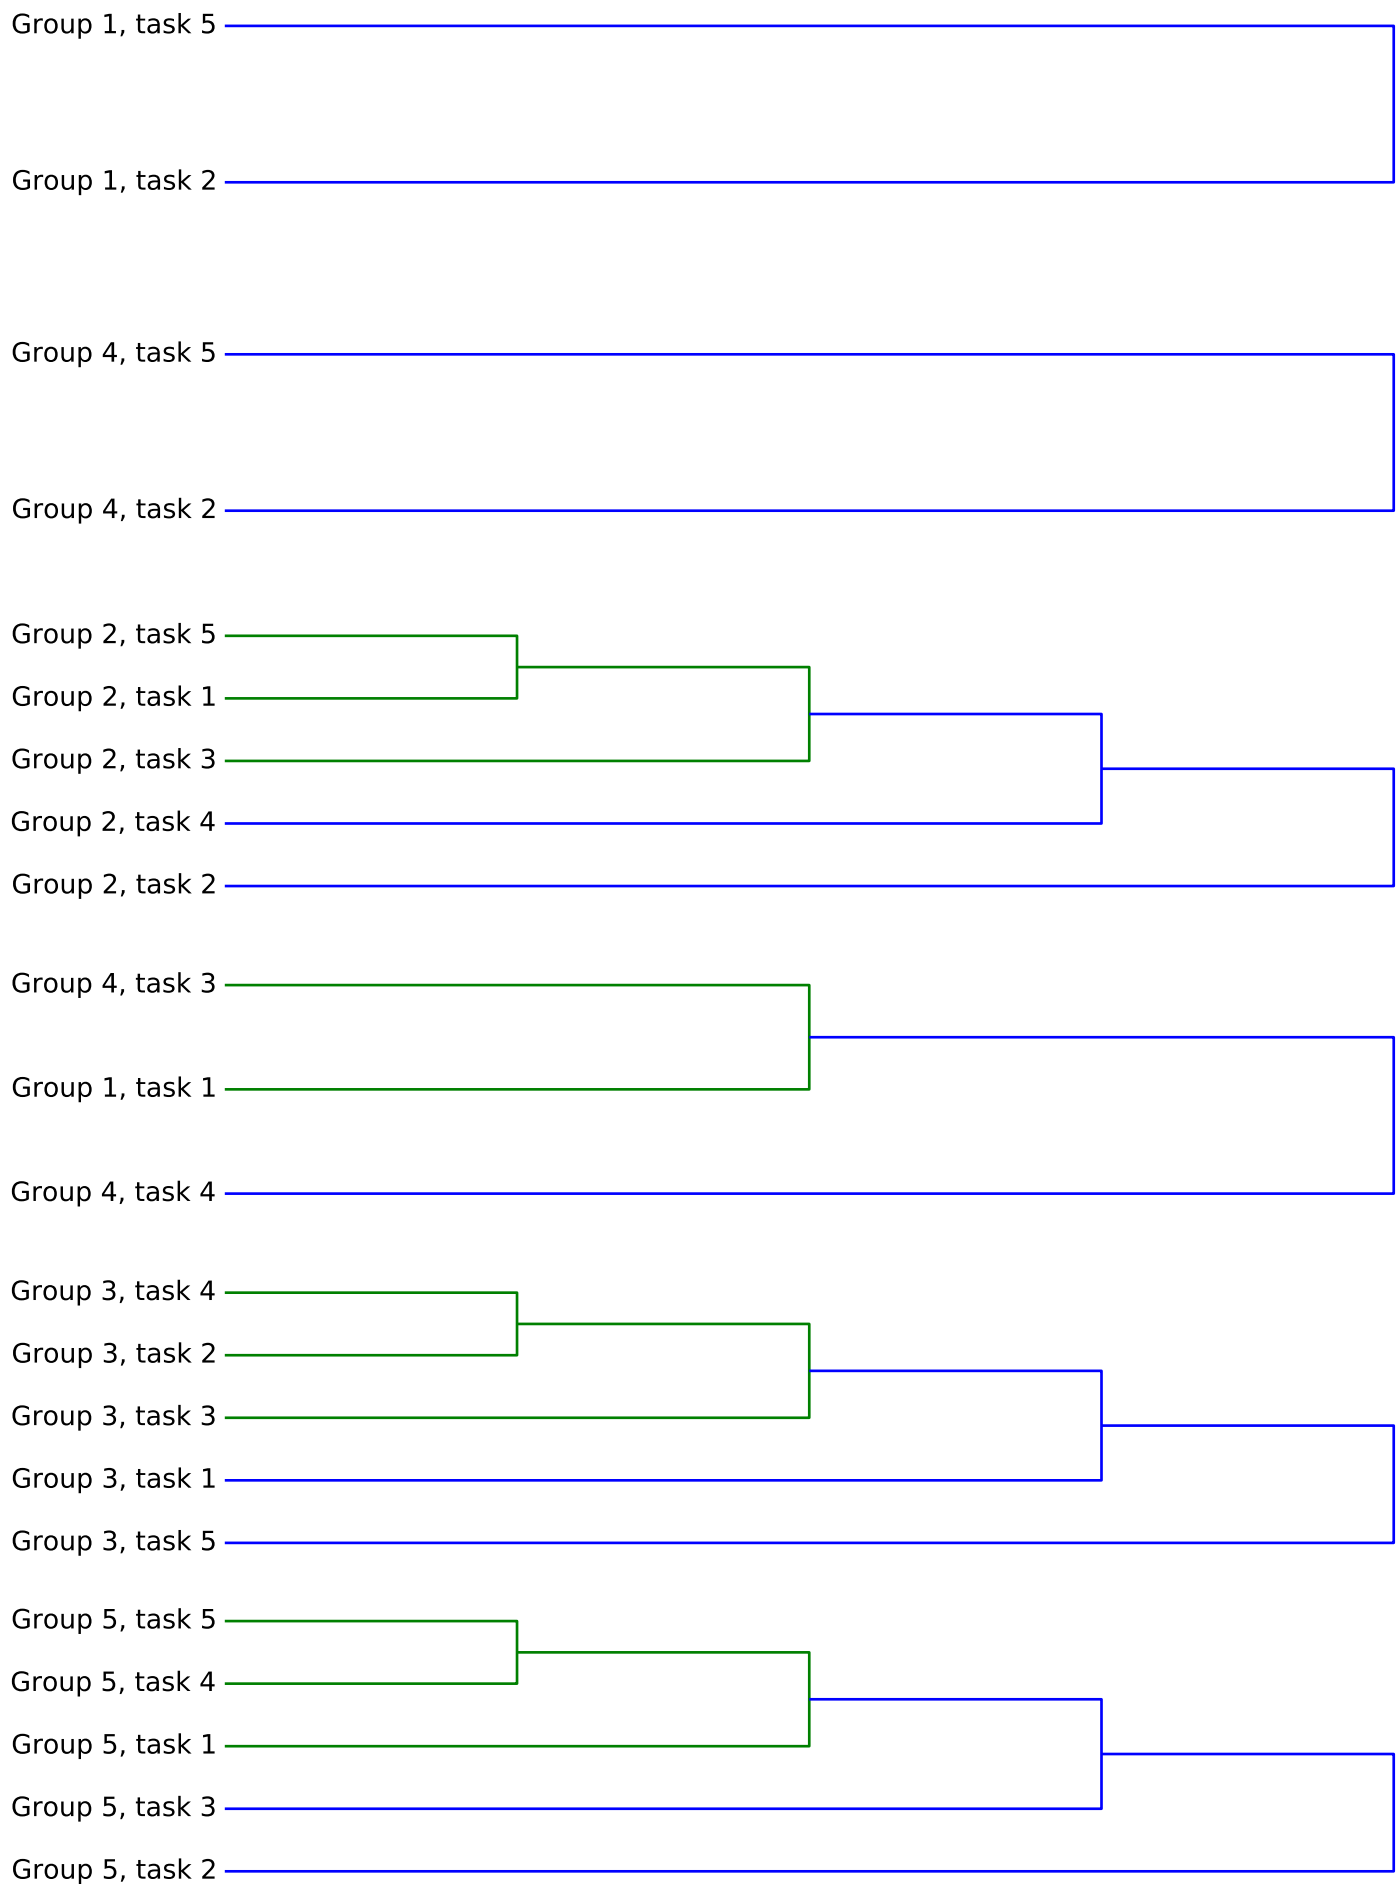 Group 1, task 5
Group 1, task 2
Group 4, task 5
Group 4, task 2
Group 2, task 5
Group 2, task 1
Group 2, task 3
Group 2, task 4
Group 2, task 2
Group 4, task 3
Group 1, task 1
Group 4, task 4
Group 3, task 4
Group 3, task 2
Group 3, task 3
Group 3, task 1
Group 3, task 5
Group 5, task 5
Group 5, task 4
Group 5, task 1
Group 5, task 3
Group 5, task 2